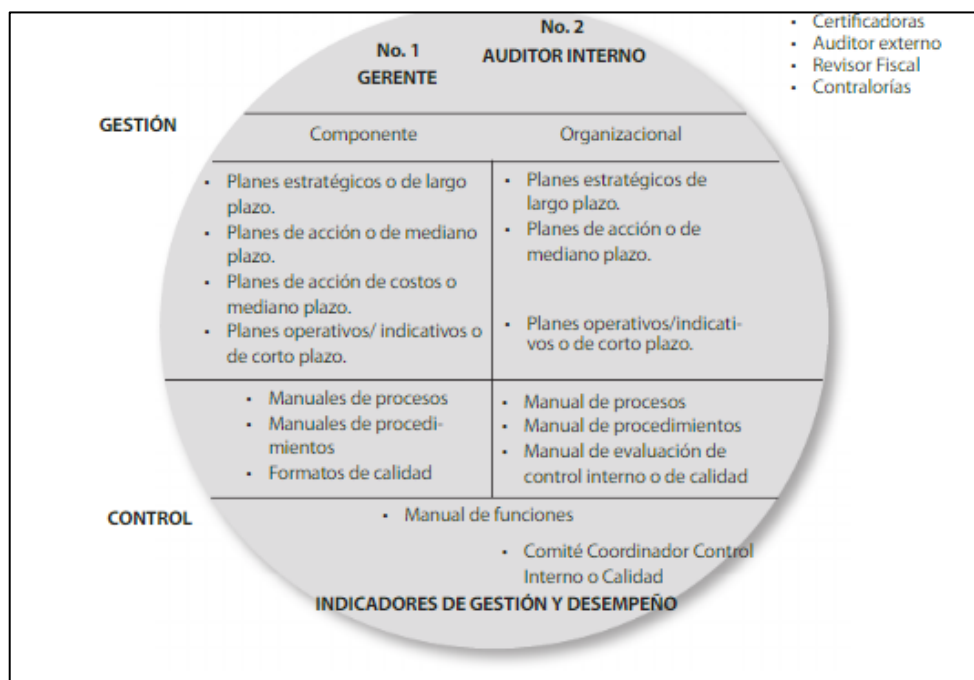 No. 1
GERENTE
No. 2
AUDITOR INTERNO
• Certificadoras
• Auditor externo
• Revisor Fiscal
• Contralorías
GESTIÓN
Componente
Organizacional
• Planes estratégicos o de largo
plazo.
• Planes de acción o de mediano
plazo.
• Planes de acción de costos o
mediano plazo.
• Planes operativos/ indicativos o
de corto plazo.
• Planes estratégicos de
largo plazo.
• Planes de acción o de
mediano plazo.
• Planes operativos/indicati-
vos o de corto plazo.
• Manuales de procesos
• Manuales de procedi-
mientos
• Formatos de calidad
• Manual de procesos
• Manual de procedimientos
• Manual de evaluación de
control interno o de calidad
CONTROL
• Manual de funciones
• Comité Coordinador Control
Interno o Calidad
INDICADORES DE GESTIÓN Y DESEMPEÑO